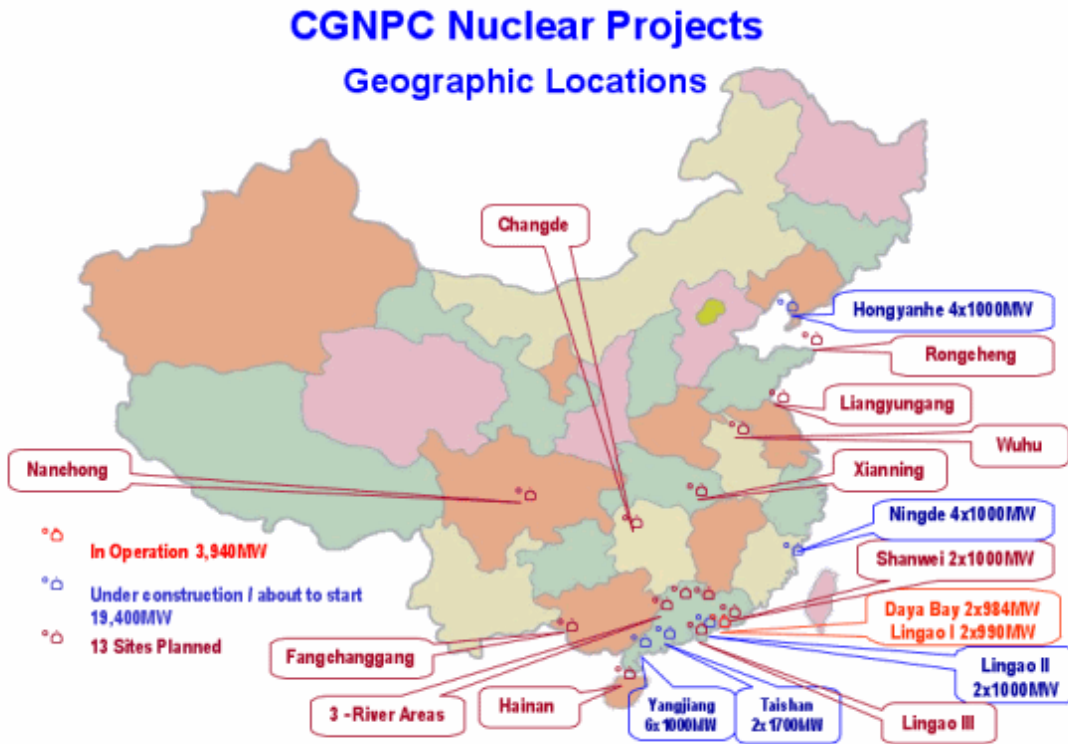 CGNPC Nuclear Projects
Geographic Locations
Changde
Hongyanhe 4x1000MW
Rongcheng
Liangyungang
Wuhu
Nanchong
Xianning
Ningde 4x1000MW
Shanwei 2x1000MW
In Operation 3,940MW
Daya Bay 2x984MW
Lingao I 2x990MW
Under construction / about to start
19,400MW
13 Sites Planned
Fangchanggang
Lingao II
2x1000MW
3 -River Areas
Hainan
Yangjiang
6x1000MW
Taishan
2x1700MW
Lingao III